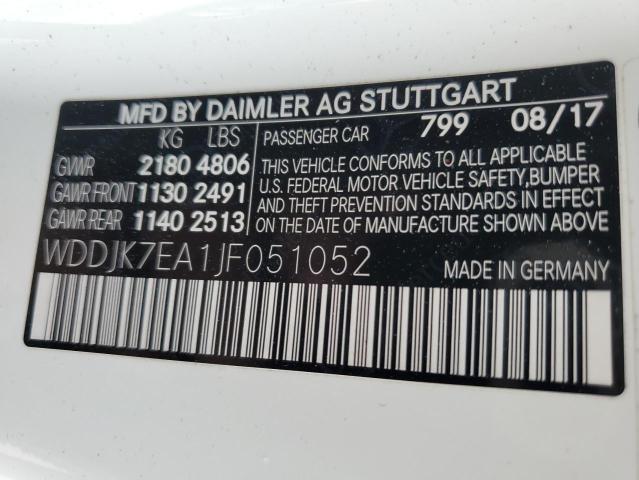 MFD BY DAIMLER AG STUTTGART
KG LBS PASSENGER CAR 799 08/17
GVWR 2180 4806
GAWR FRONT 1130 2491
GAWR REAR 1140 2513
THIS VEHICLE CONFORMS TO ALL APPLICABLE
U.S. FEDERAL MOTOR VEHICLE SAFETY,BUMPER
AND THEFT PREVENTION STANDARDS IN EFFECT
ON THE DATE OF MANUFACTURE SHOWN ABOVE.
WDDJK7EA1JF051052 MADE IN GERMANY